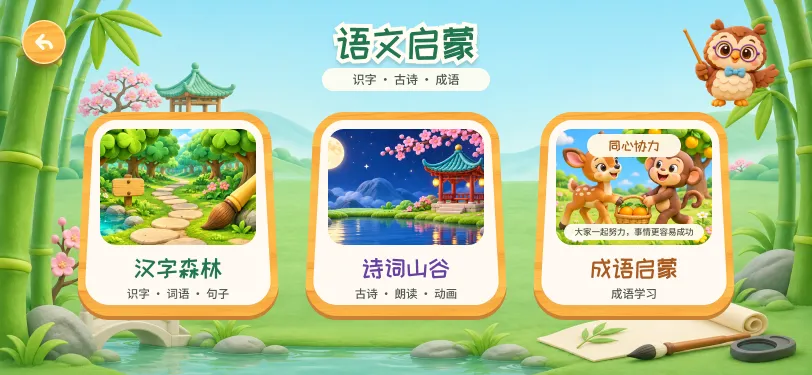 语文启蒙
识字 • 古诗 • 成语
汉字森林
识字 • 词语 • 句子
诗词山谷
古诗 • 朗读 • 动画
同心协力
大家一起努力，事情更容易成功
成语启蒙
成语学习